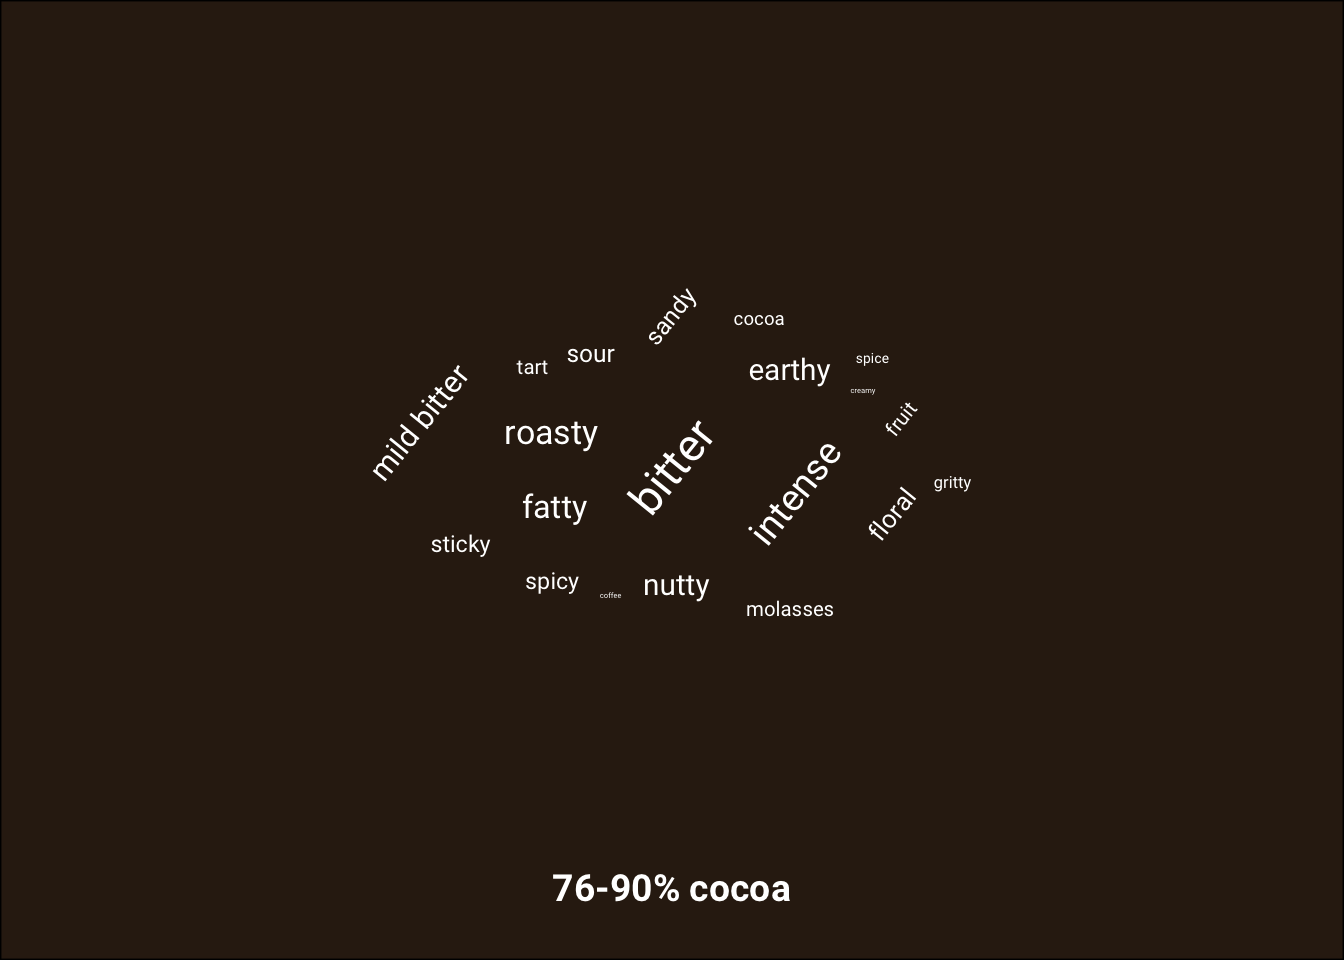 sandy
cocoa
tart
sour
earthy
spice
creamy
mild bitter
roasty
fruit
bitter
intense
gritty
floral
fatty
sticky
spicy
coffee
nutty
molasses
76-90% cocoa